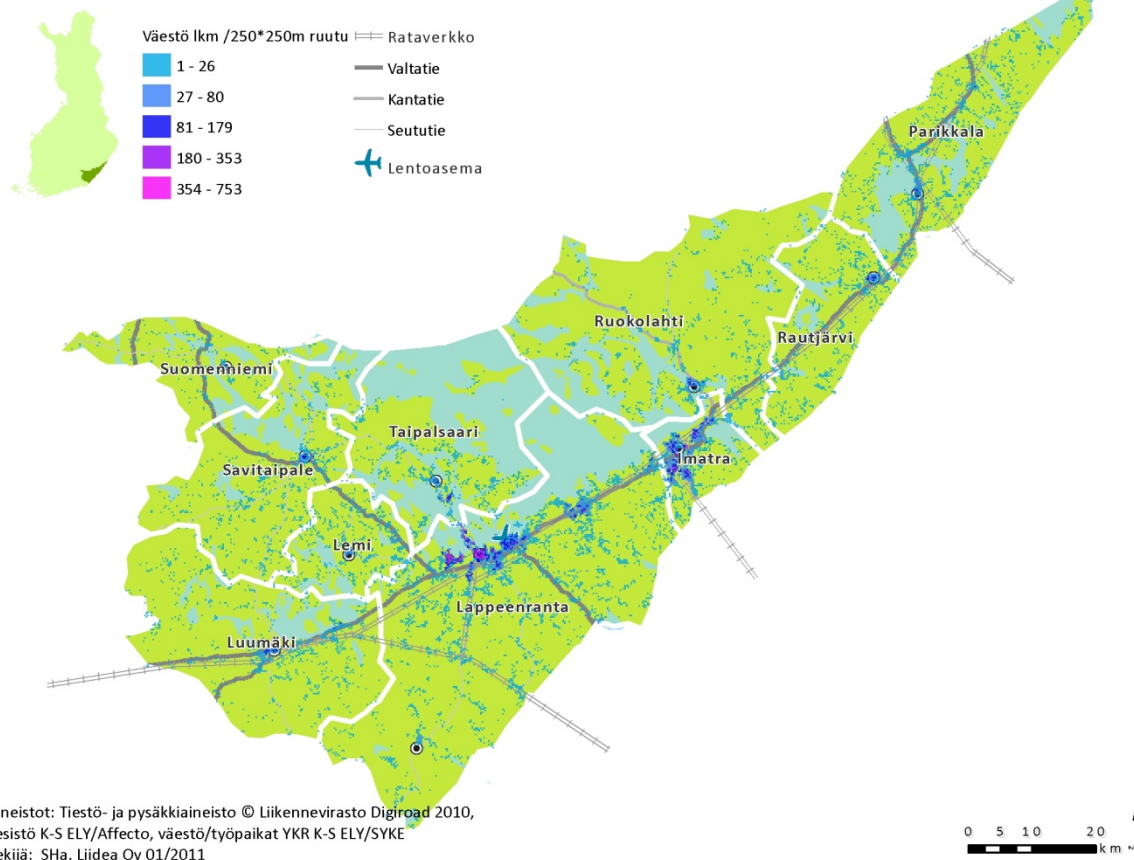 Väestö lkm /250*250m ruutu
1 - 26
27 - 80
81 - 179
180 - 353
354 - 753
Rataverkko
Valtatie
Kantatie
Seututie
Lentoasema
Parikkala
Ruokolahti
Rautjärvi
Suomenniemi
Taipalsaari
Savitaipale
Imatra
Lemi
Lappeenranta
Luumäki
neistot: Tiestö- ja pysäkkiaineisto © Liikennevirasto Digiroad 2010,
esistö K-S ELY/Affecto, väestö/työpaikat YKR K-S ELY/SYKE
ekijä: SHa, Liidea Oy 01/2011
0 5 10 20
km